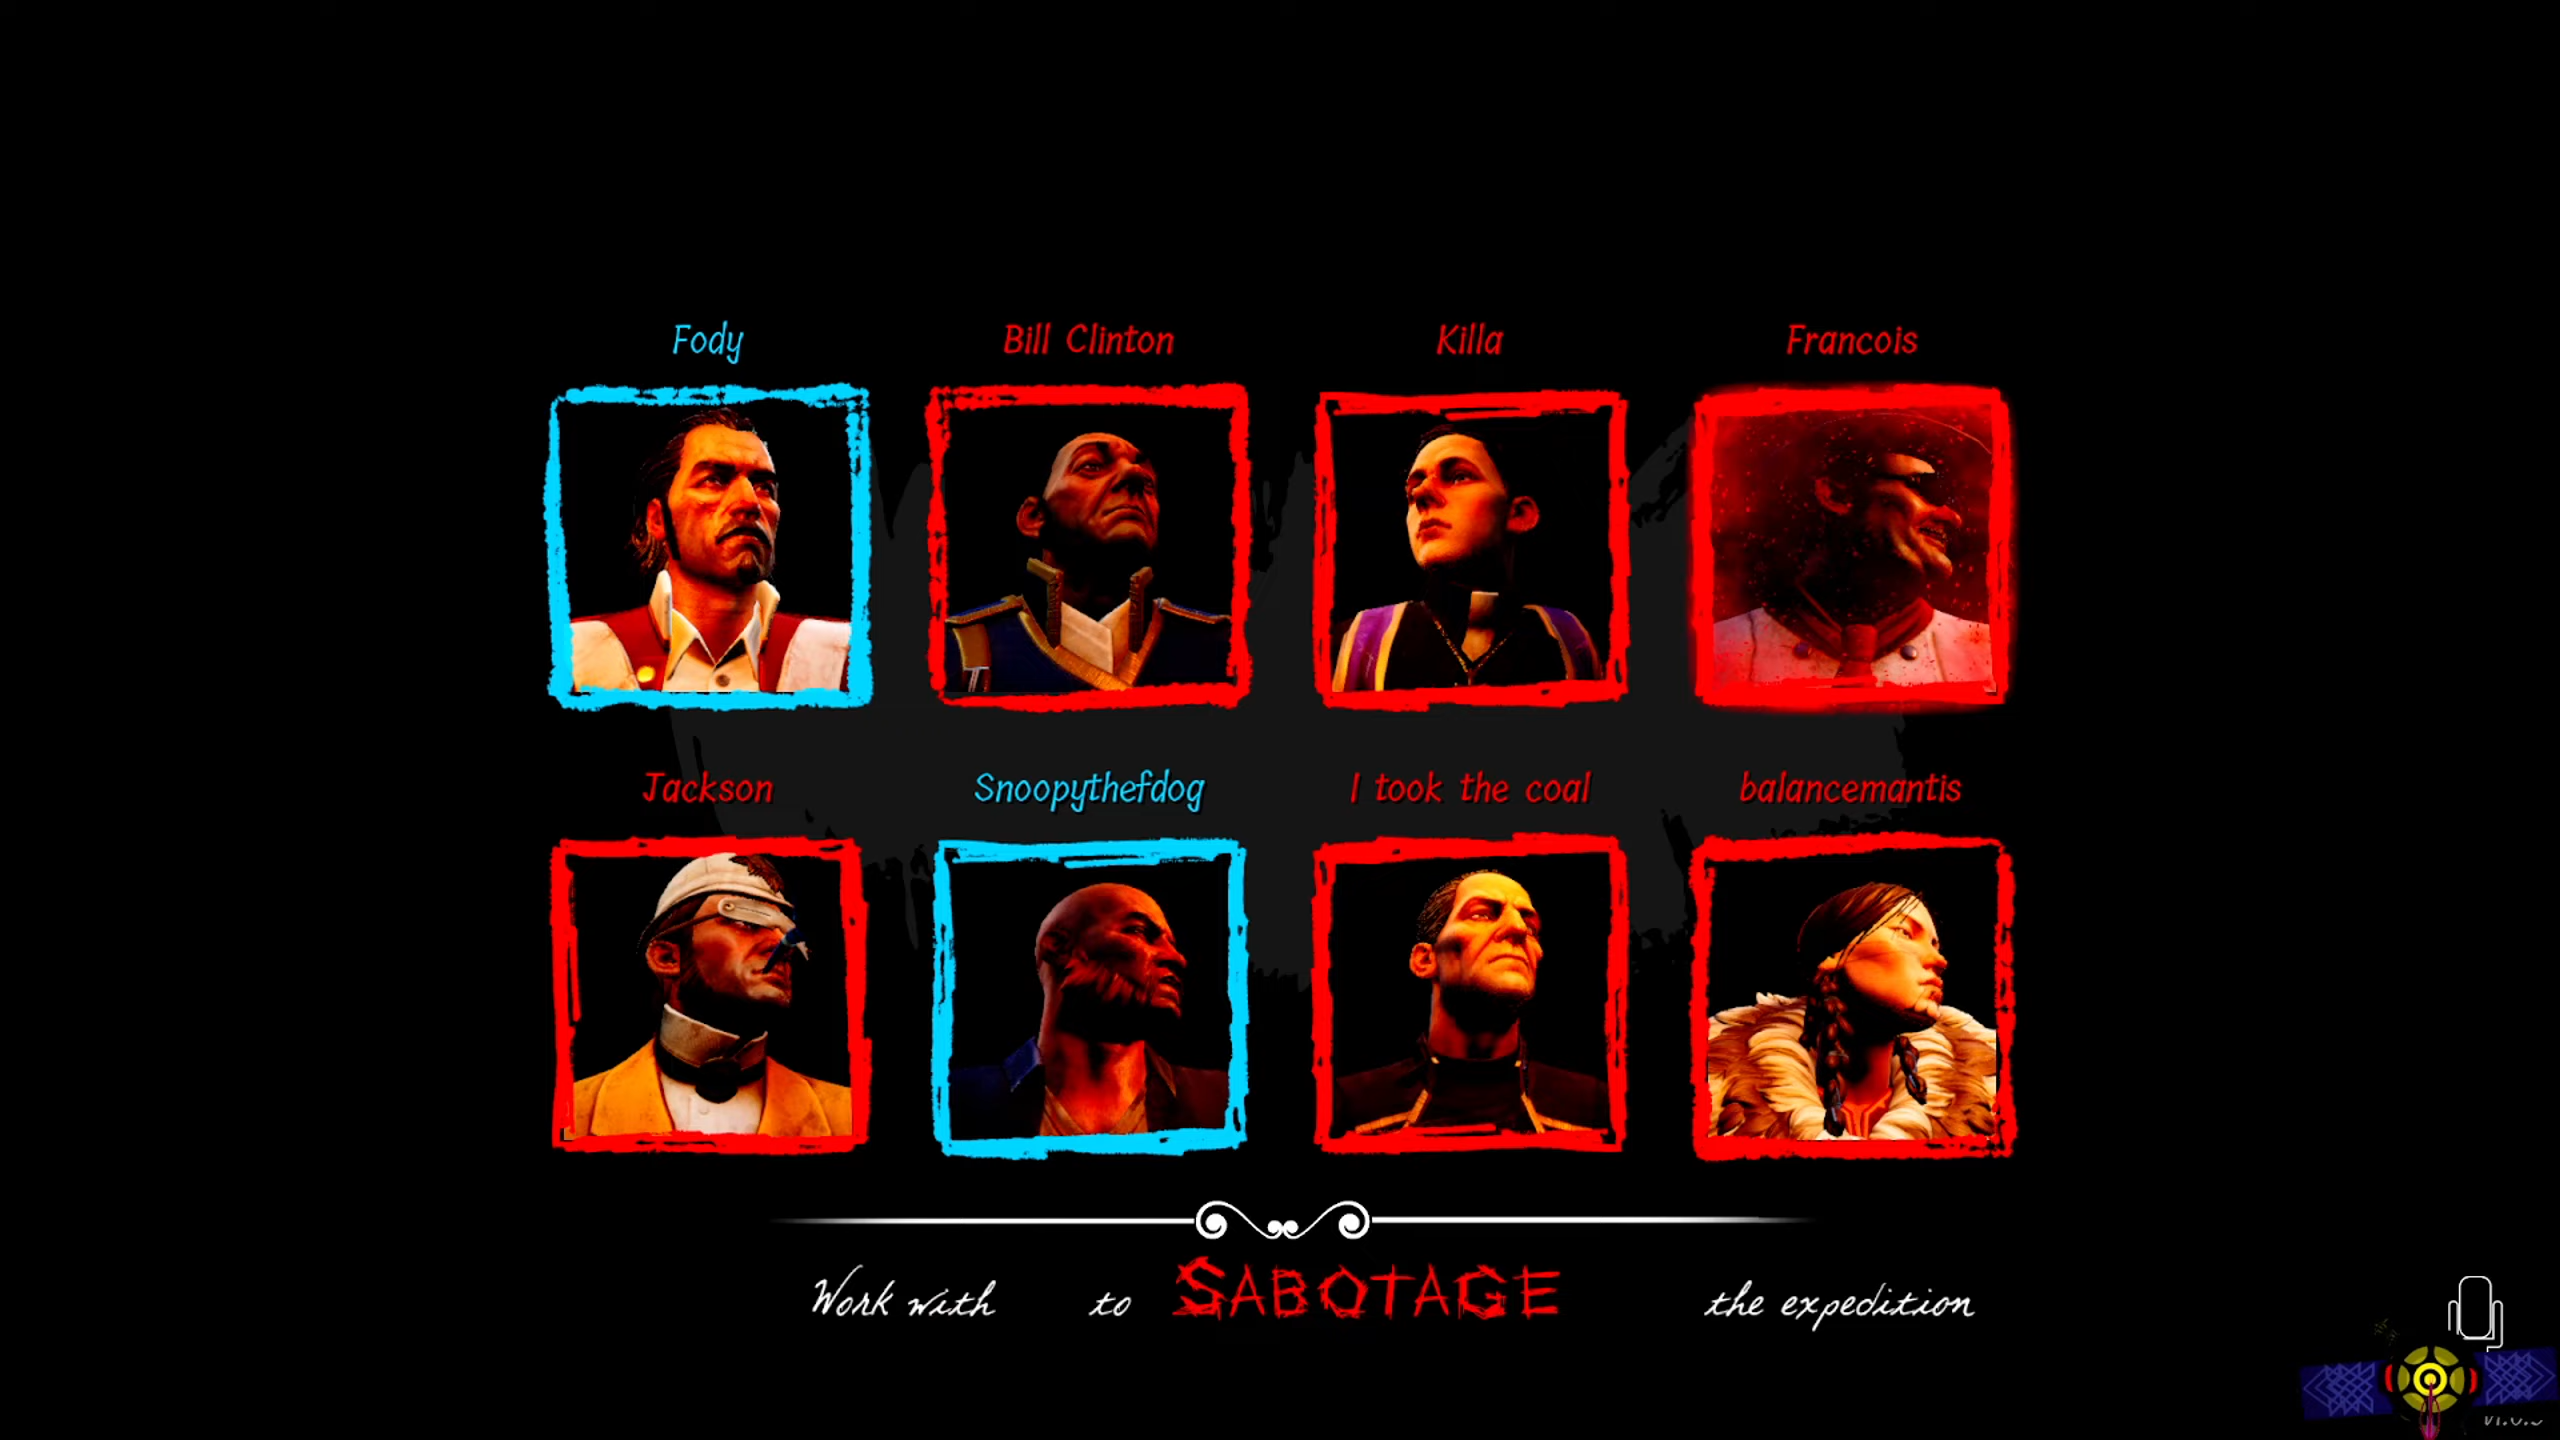 Fody
Bill Clinton
Killa
Francois
Jackson
Snoopythefdog
I took the coal
balancemantis
Work with to SABOTAGE the expedition